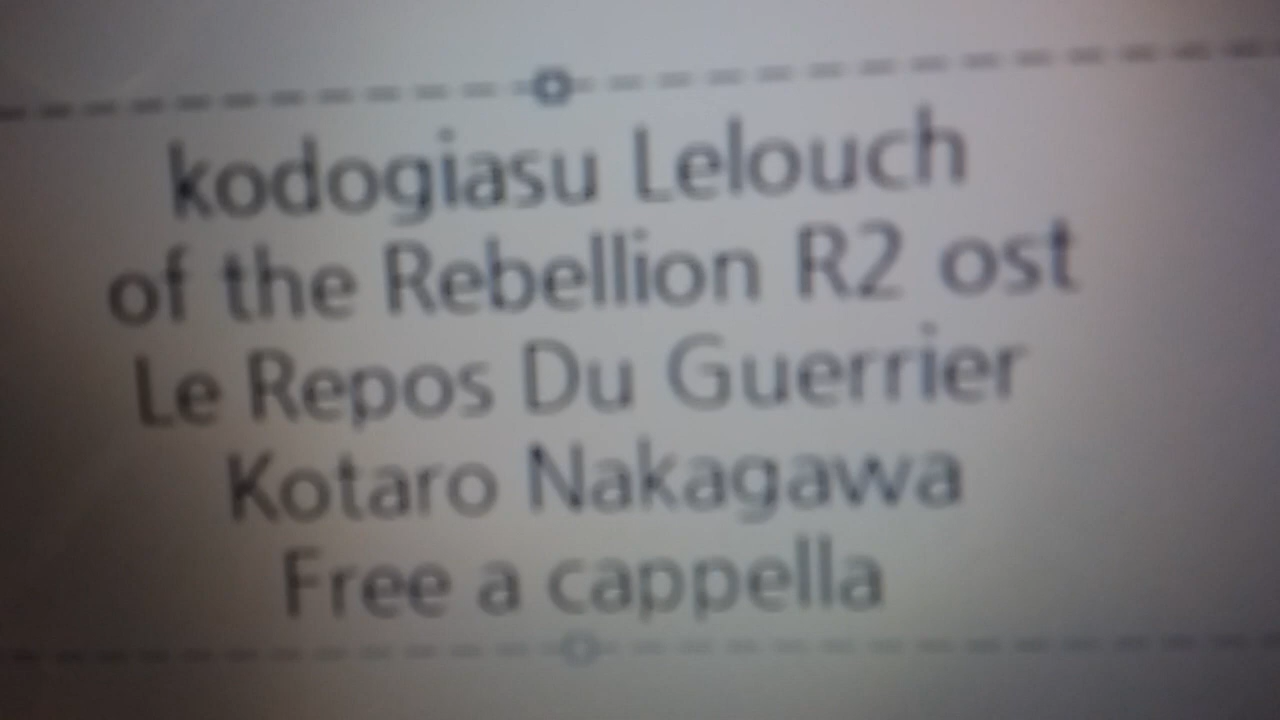 kodogiasu Lelouch
of the Rebellion R2 ost
Le Repos Du Guerrier
Kotaro Nakagawa
Free a cappella